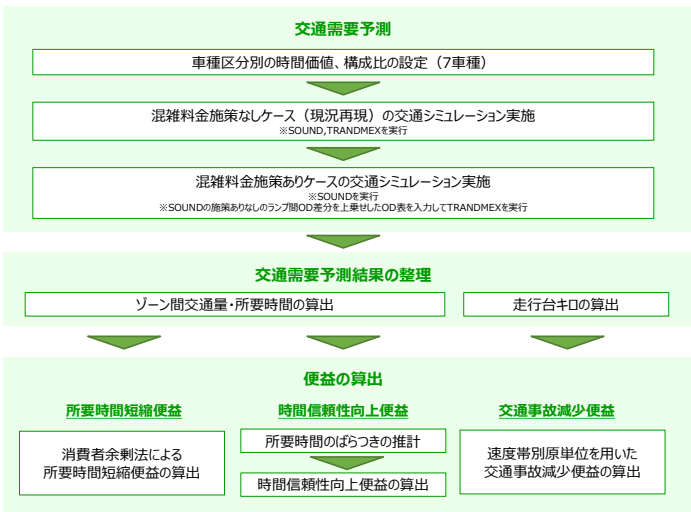 交通需要予測
車種区分別の時間価値、構成比の設定（7車種）
混雑料金施策なしケース（現況再現）の交通シミュレーション実施
※SOUND,TRANDMEXを実行
混雑料金施策ありケースの交通シミュレーション実施
※SOUNDを実行
※SOUNDの施策ありなしのランプ間OD差分を上乗せしたOD表を入力してTRANDMEXを実行
交通需要予測結果の整理
ゾーン間交通量・所要時間の算出
走行台キロの算出
便益の算出
所要時間短縮便益
消費者余剰法による
所要時間短縮便益の算出
時間信頼性向上便益
所要時間のばらつきの推計
時間信頼性向上便益の算出
交通事故減少便益
速度帯別原単位を用いた
交通事故減少便益の算出